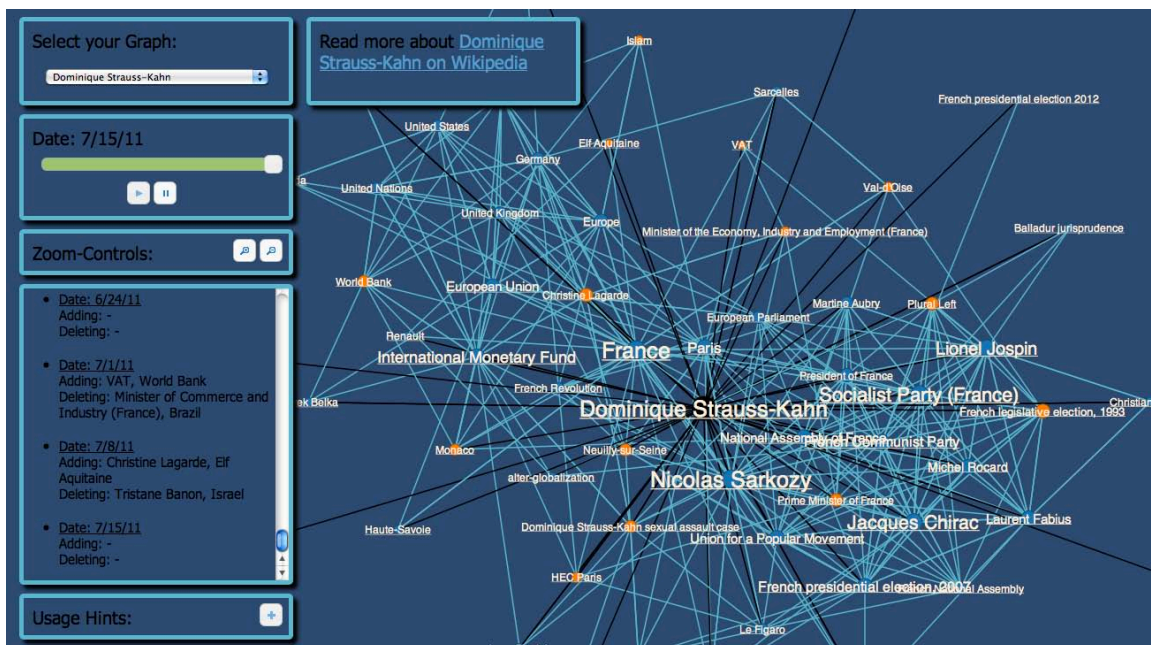 Select your Graph:
Dominique Strauss-Kahn
Date: 7/15/11
Zoom-Controls:
• Date: 6/24/11
Adding: -
Deleting: -
• Date: 7/1/11
Adding: VAT, World Bank
Deleting: Minister of Commerce and
Industry (France), Brazil
• Date: 7/8/11
Adding: Christine Lagarde, Elf
Aquitaine
Deleting: Tristane Banon, Israel
• Date: 7/15/11
Adding: -
Deleting: -
Usage Hints:
Read more about Dominique
Strauss-Kahn on Wikipedia
Islam
Sarcelles
French presidential election 2012
United States
Elf Aquitaine
VAT
Germany
United Nations
Val-d'Oise
United Kingdom
Europe
Minister of the Economy, Industry and Employment (France)
Balladur jurisprudence
World Bank
European Union
Christine Lagarde
Martine Aubry
Plural Left
European Parliament
Renault
International Monetary Fund
France
Paris
Lionel Jospin
President of France
French Revolution
Socialist Party (France)
ek Belka
Dominique Strauss-Kahn
French legislative election, 1993
Christian
National Assembly of France
French Communist Party
Monaco
Neuilly-sur-Seine
Michel Rocard
alter-globalization
Nicolas Sarkozy
Prime Minister of France
Haute-Savoie
Dominique Strauss-Kahn sexual assault case
Jacques Chirac
Laurent Fabius
Union for a Popular Movement
HEC Paris
French presidential election, 2007
National Assembly
Le Figaro